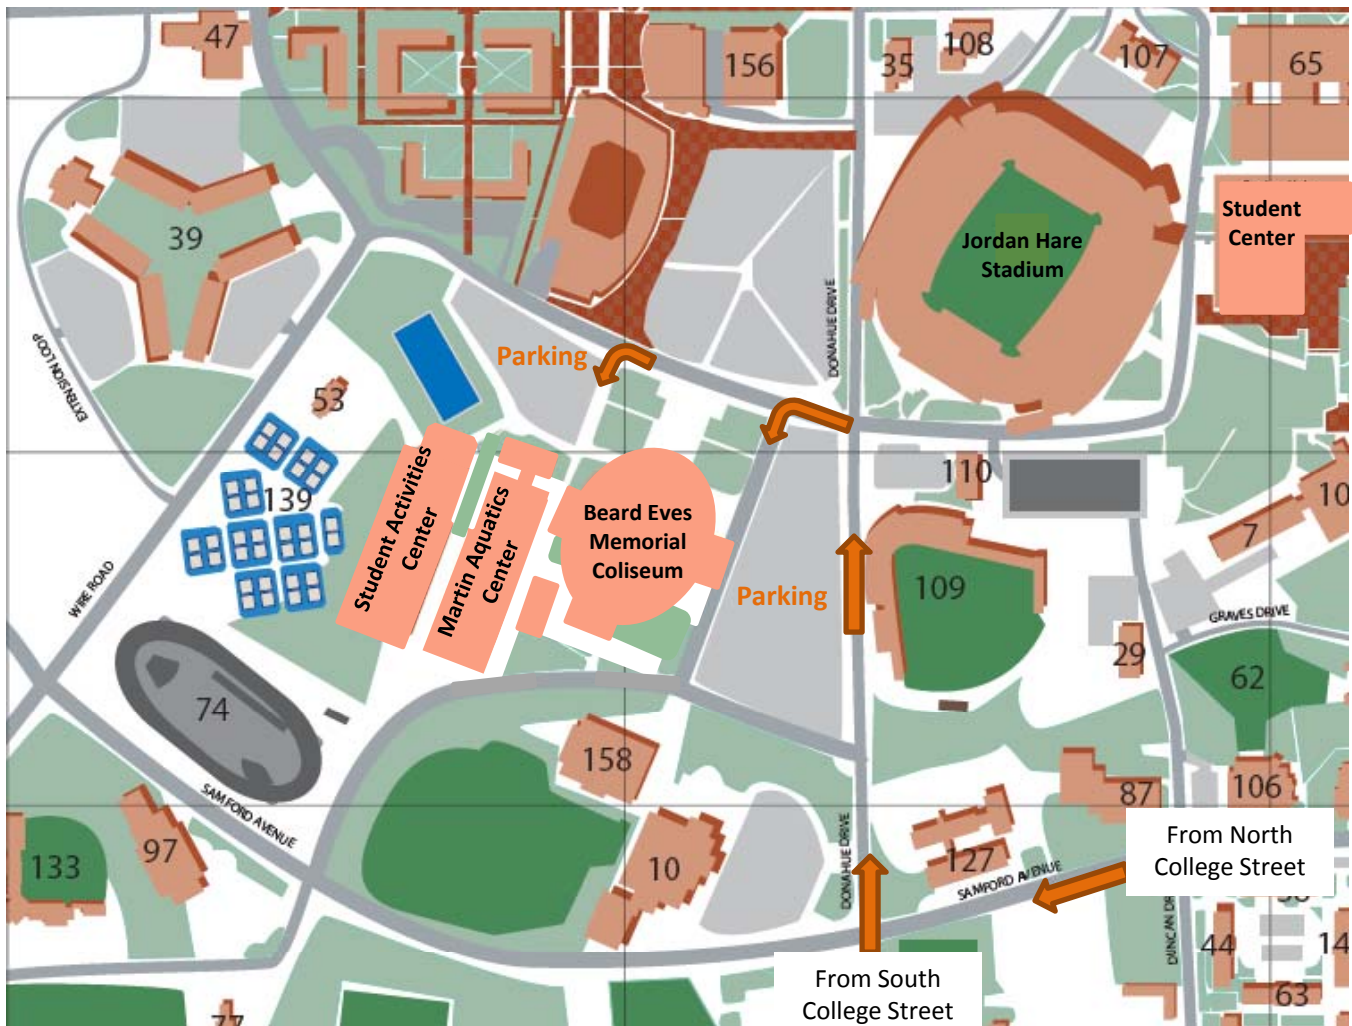 47
156
35
108
107
65
39
Student
Center
Jordan Hare
Stadium
DONAHUE DRIVE
EXTENSION LOOP
Parking
53
139
110
10
7
Student Activities
Center
Martin Aquatics
Center
Beard Eves
Memorial
Coliseum
Parking
109
WIRE ROAD
GRAVES DRIVE
29
62
74
158
SAMFORD AVENUE
87
106
133
97
10
DONAHUE DRIVE
127
SAMFORD AVENUE
From North
College Street
44
14
63
From South
College Street
77